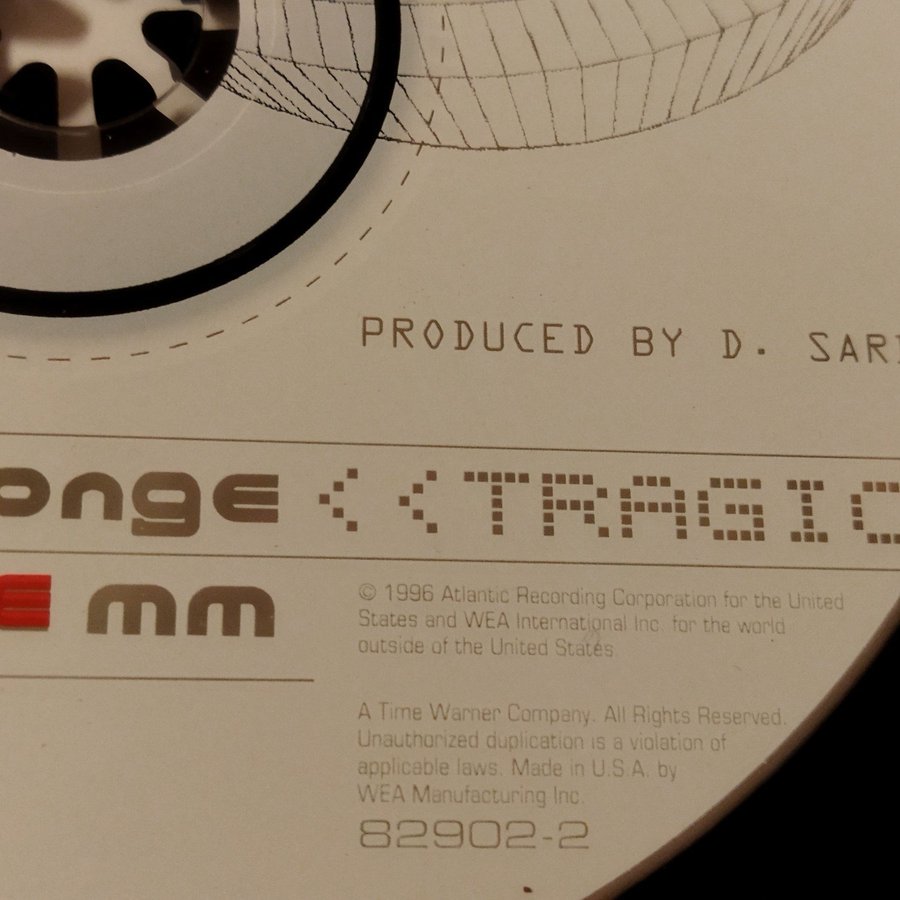 PRODUCED BY D. SAR
onge < < TRAGIC
E mm
© 1996 Atlantic Recording Corporation for the United
States and WEA International Inc. for the world
outside of the United States.
A Time Warner Company. All Rights Reserved.
Unauthorized duplication is a violation of
applicable laws. Made in U.S.A. by
WEA Manufacturing Inc.
82902-2